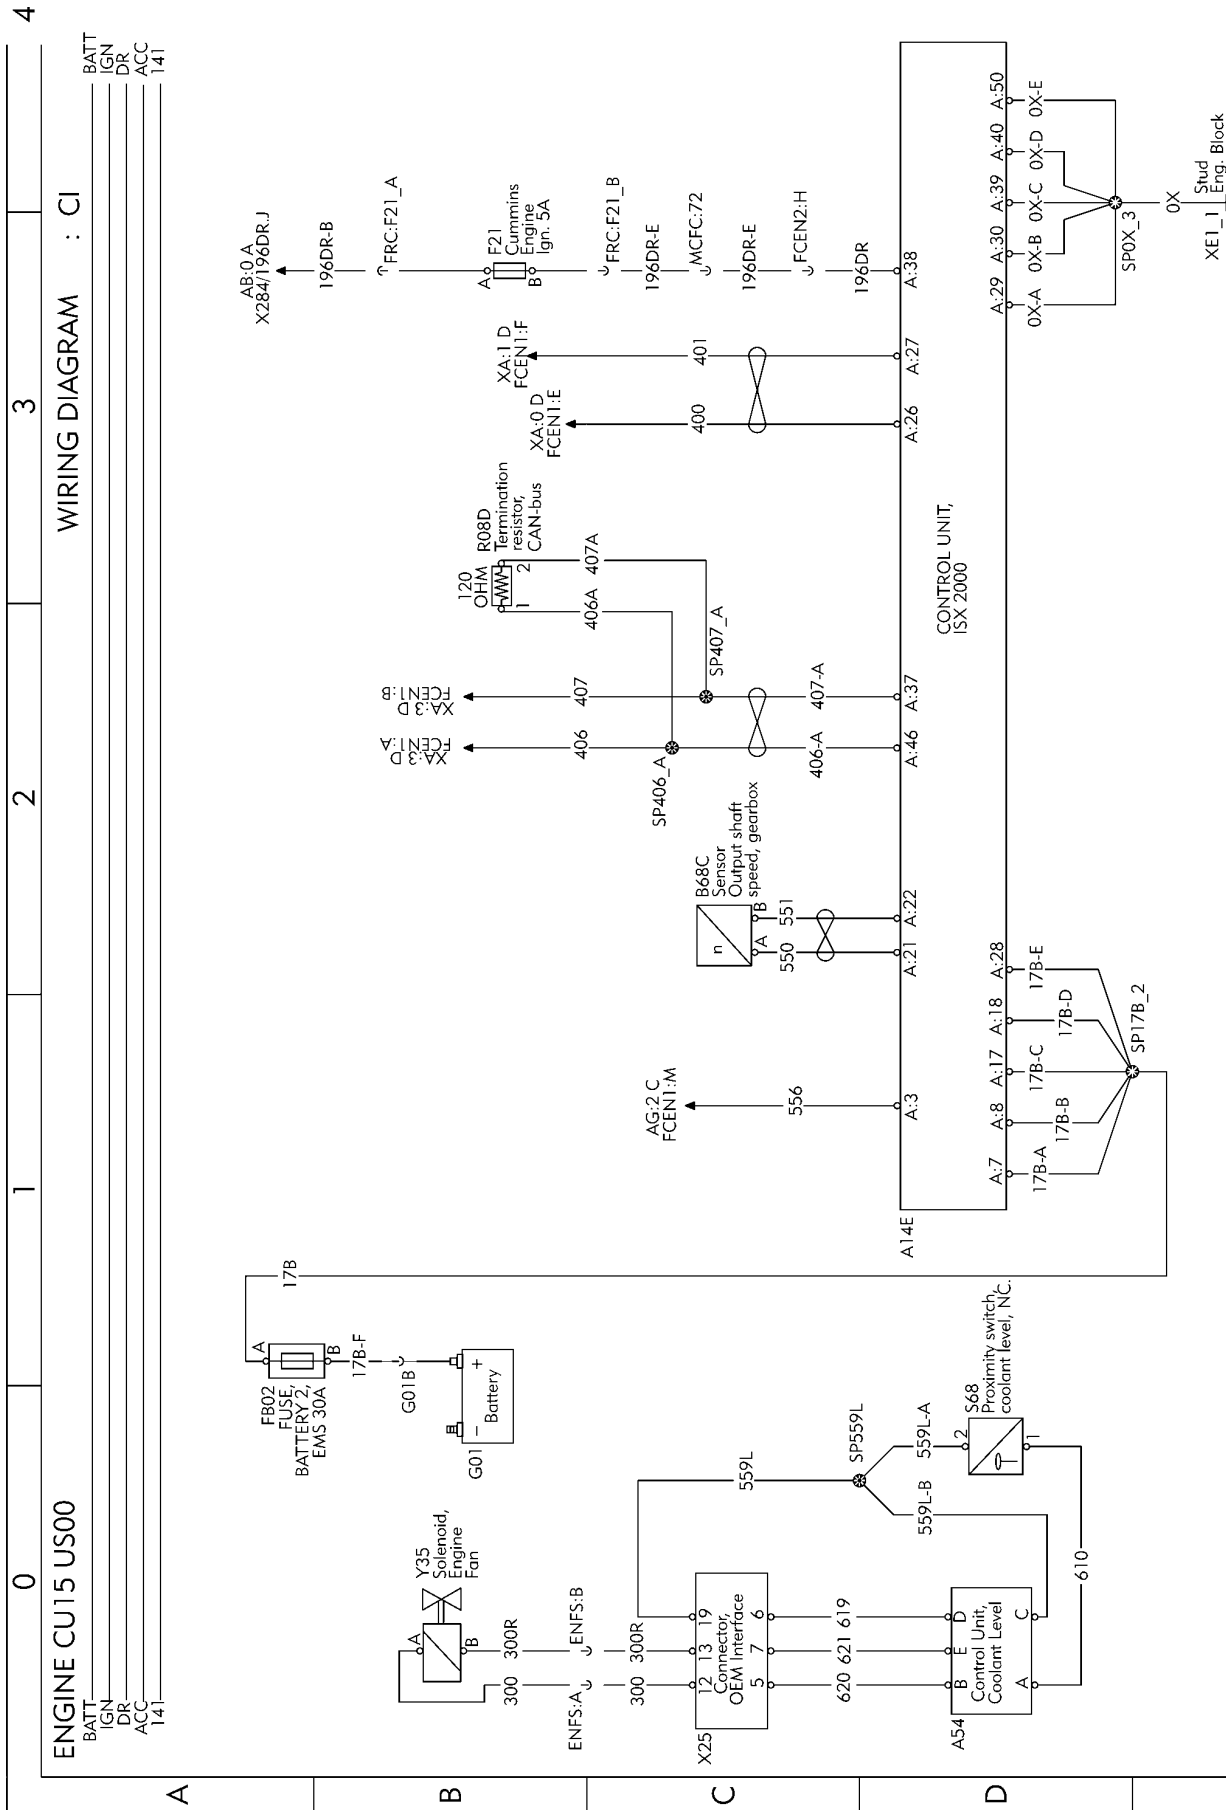 0
1
2
3
4
A
B
C
D
ENGINE CU15 US00
WIRING DIAGRAM : CI
BATT
IGN
DR
ACC
141
BATT
IGN
DR
ACC
141
FB02
FUSE,
BATTERY 2,
EMS 30A
A
B
17B
17B-F
G01B
G01
Battery
-
+
Y35
Solenoid,
Engine
Fan
A
B
300
300R
ENFS:A
ENFS:B
300
300R
X25
12
13
19
Connector,
OEM Interface
5
7
6
620
621
619
A54
B
E
D
Control Unit,
Coolant Level
A
C
559L
SP559L
559L-B
559L-A
610
S68
Proximity switch,
coolant level, NC.
2
1
AG:2 C
FCEN1:M
556
A:3
B68C
Sensor
Output shaft
speed, gearbox
n
A
B
550
551
A:21
A:22
XA:3 D
FCEN1:A
XA:3 D
FCEN1:B
406
407
SP406_A
SP407_A
406-A
407-A
A:46
A:37
120
OHM
R08D
Termination
resistor,
CAN-bus
1
2
406A
407A
XA:0 D
FCEN1:E
XA:1 D
FCEN1:F
400
401
A:26
A:27
AB:0 A
X284/196DR.J
196DR-B
FRC:F21_A
A
B
F21
Cummins
Engine
Ign. 5A
FRC:F21_B
196DR-E
MCFC:72
196DR-E
FCEN2:H
196DR
A:38
A14E
CONTROL UNIT,
ISX 2000
A:7
A:8
A:17
A:18
A:28
17B-A
17B-B
17B-C
17B-D
17B-E
SP17B_2
A:29
A:30
A:39
A:40
A:50
0X-A
0X-B
0X-C
0X-D
0X-E
SP0X_3
0X
XE1_1
Stud
Eng. Block